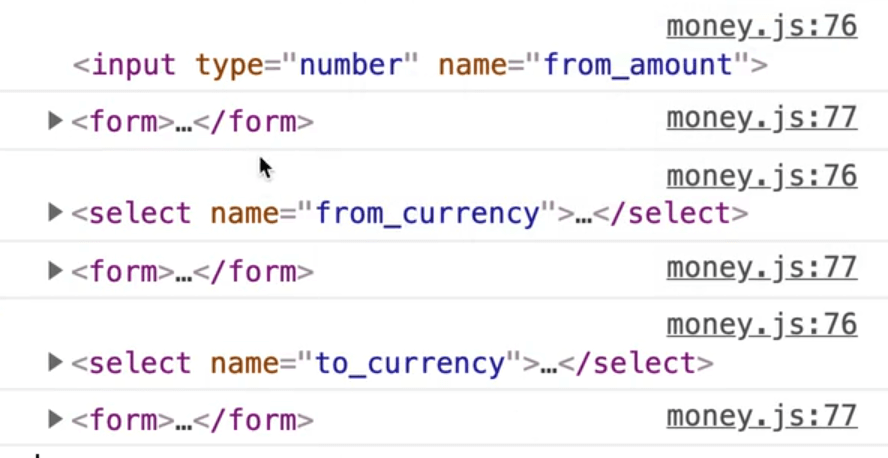 money.js:76
<input type="number" name="from_amount">
<form>…</form> money.js:77
money.js:76
<select name="from_currency">…</select>
<form>…</form> money.js:77
money.js:76
<select name="to_currency">…</select>
<form>…</form> money.js:77